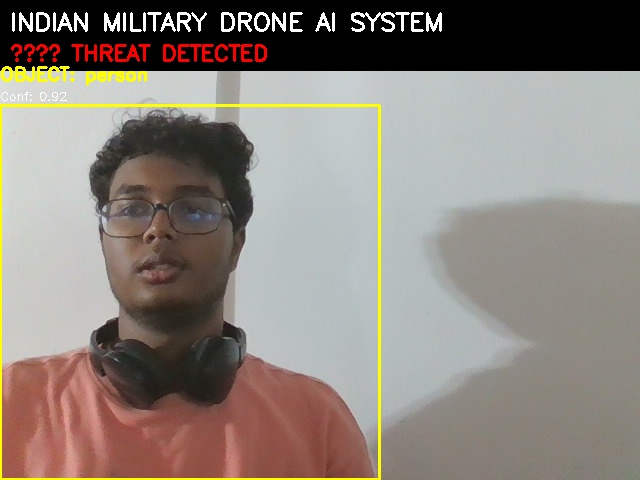 INDIAN MILITARY DRONE AI SYSTEM
???? THREAT DETECTED
OBJECT: person
Conf: 0.92